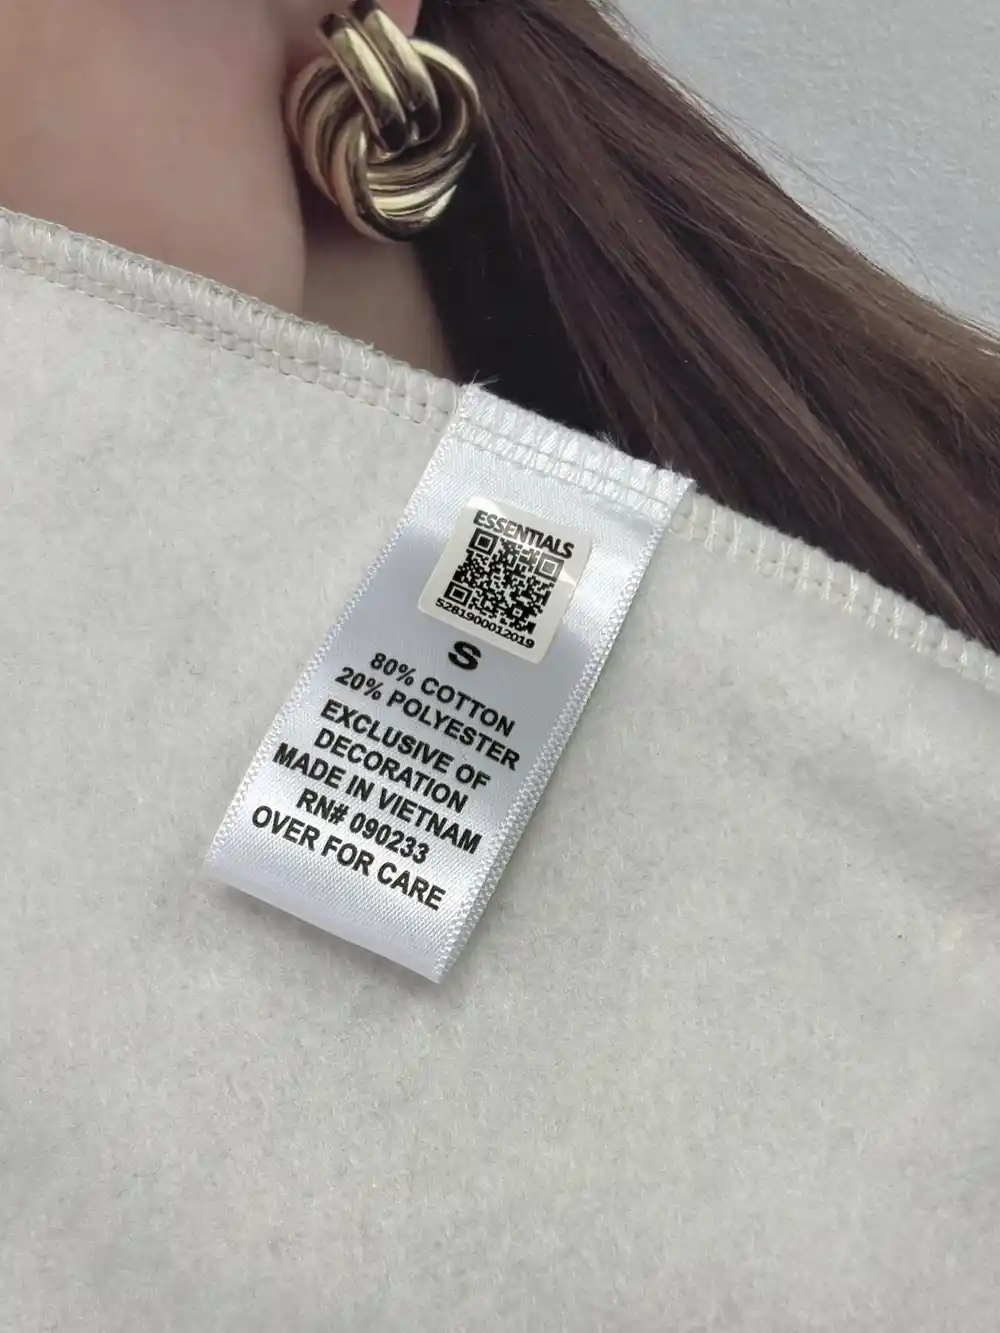 ESSENTIALS
5281900012019
S
80% COTTON
20% POLYESTER
EXCLUSIVE OF
DECORATION
MADE IN VIETNAM
RN# 090233
OVER FOR CARE